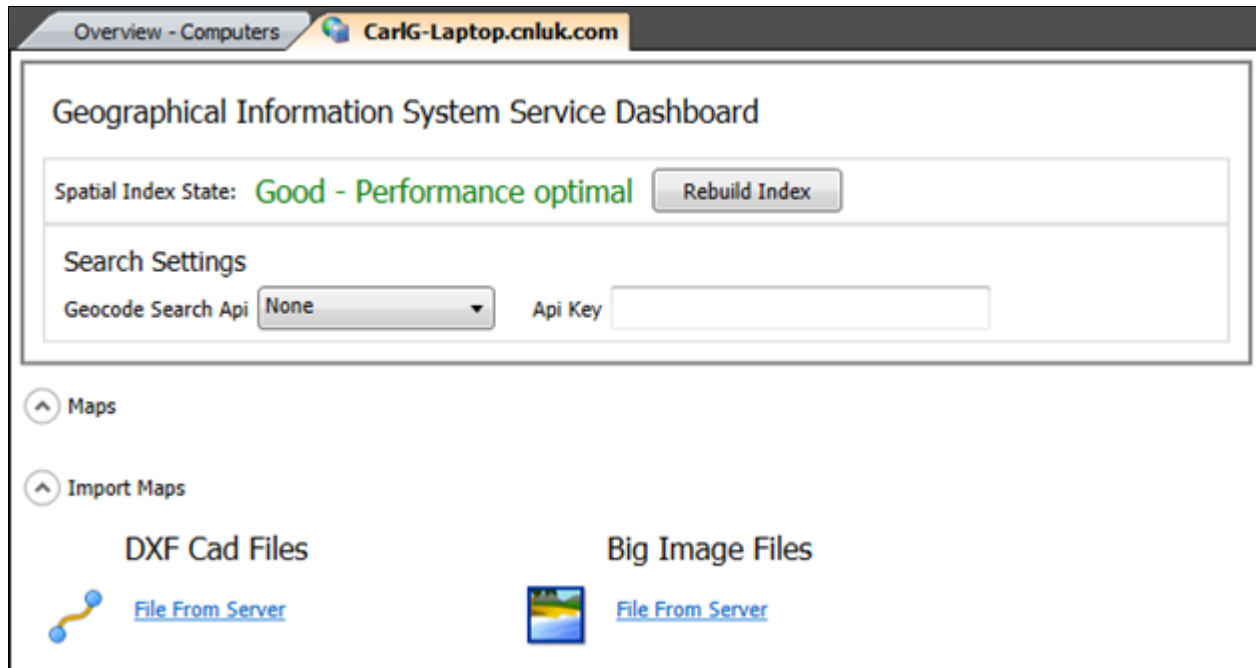 Overview - Computers CarlG-Laptop.cnluk.com
Geographical Information System Service Dashboard
Spatial Index State: Good - Performance optimal Rebuild Index
Search Settings
Geocode Search Api None Api Key
Maps
Import Maps
DXF Cad Files Big Image Files
File From Server File From Server